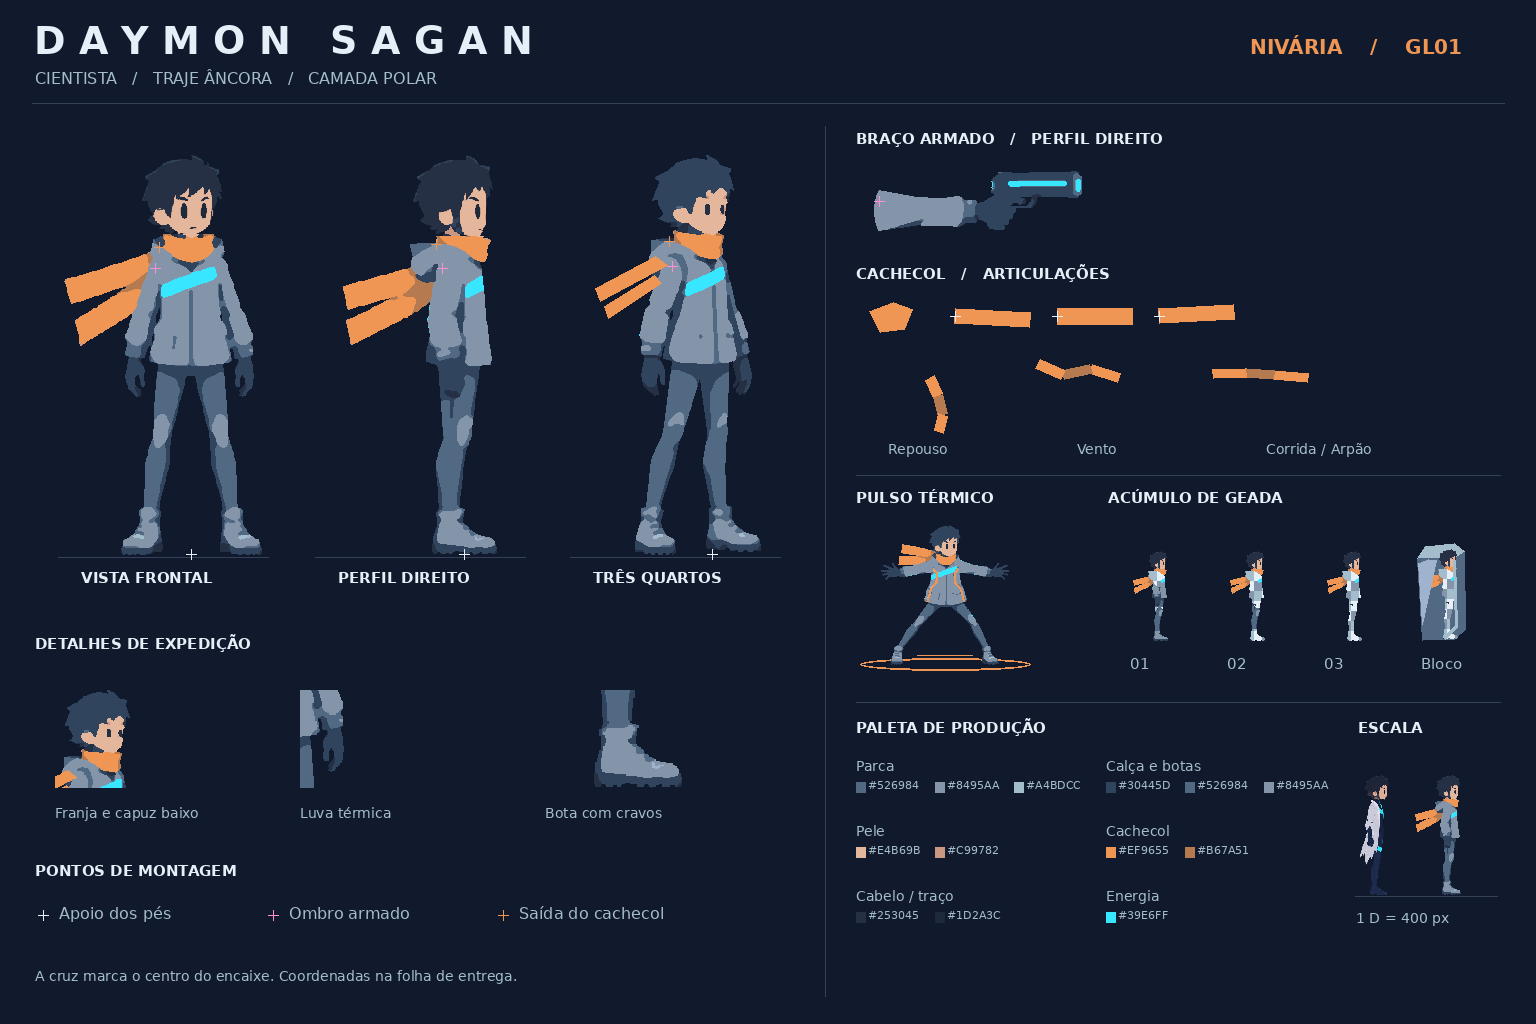 DAYMON SAGAN
CIENTISTA / TRAJE ÂNCORA / CAMADA POLAR
NIVÁRIA / GL01
VISTA FRONTAL
PERFIL DIREITO
TRÊS QUARTOS
DETALHES DE EXPEDIÇÃO
Franja e capuz baixo
Luva térmica
Bota com cravos
PONTOS DE MONTAGEM
Apoio dos pés
Ombro armado
Saída do cachecol
A cruz marca o centro do encaixe. Coordenadas na folha de entrega.
BRAÇO ARMADO / PERFIL DIREITO
CACHECOL / ARTICULAÇÕES
Repouso
Vento
Corrida / Arpão
PULSO TÉRMICO
ACÚMULO DE GEADA
01
02
03
Bloco
PALETA DE PRODUÇÃO
Parca
#526984 #8495AA #A4BDCC
Calça e botas
#30445D #526984 #8495AA
Pele
#E4B69B #C99782
Cachecol
#EF9655 #B67A51
Cabelo / traço
#253045 #1D2A3C
Energia
#39E6FF
ESCALA
1 D = 400 px